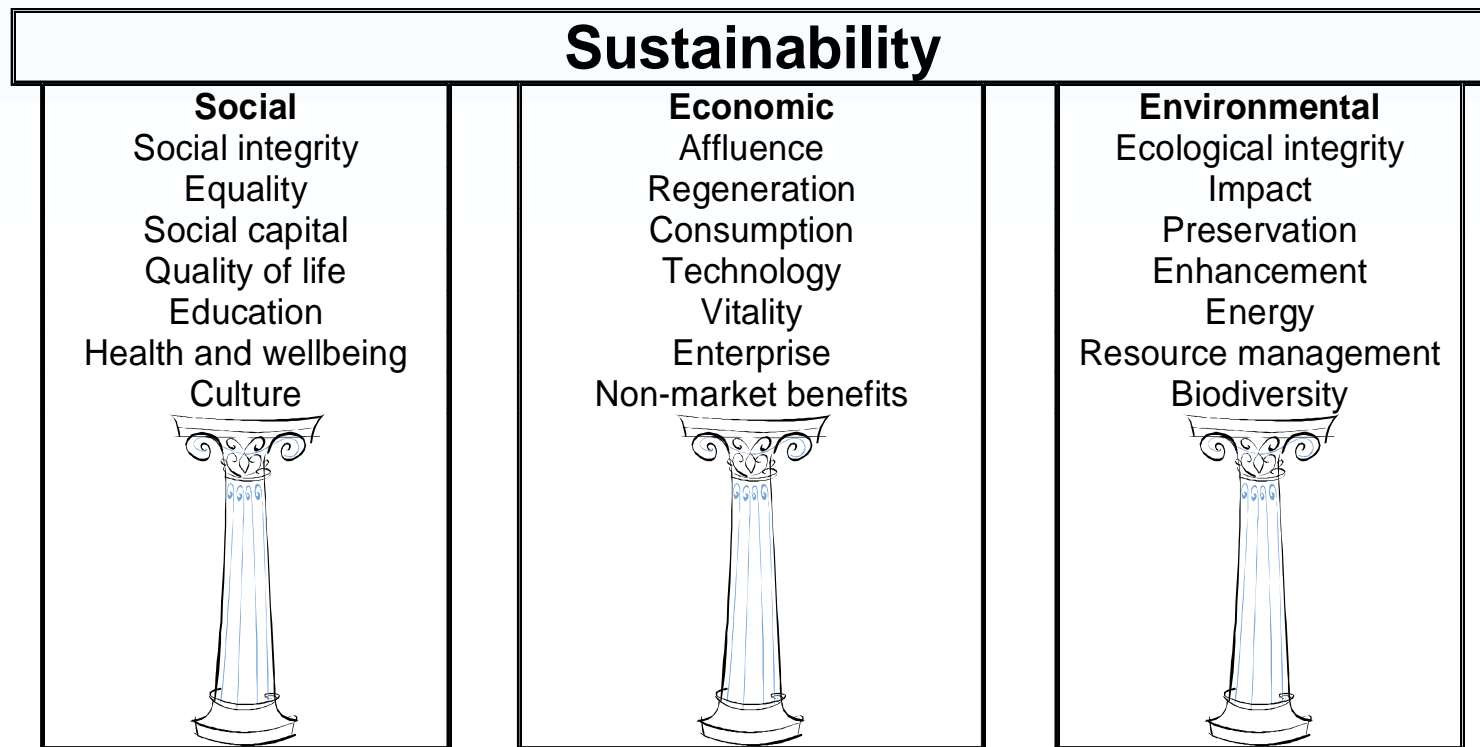 Sustainability
Social
Social integrity
Equality
Social capital
Quality of life
Education
Health and wellbeing
Culture
Economic
Affluence
Regeneration
Consumption
Technology
Vitality
Enterprise
Non-market benefits
Environmental
Ecological integrity
Impact
Preservation
Enhancement
Energy
Resource management
Biodiversity